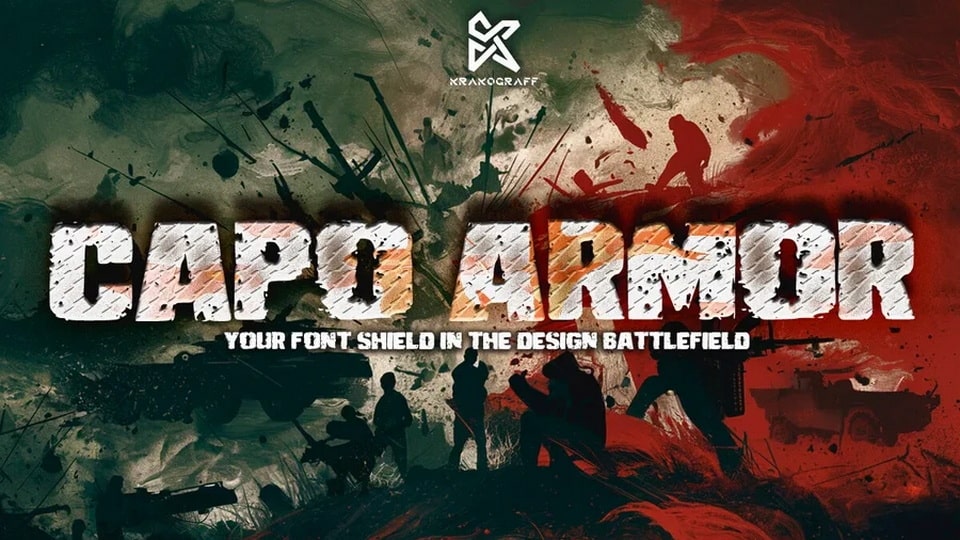 KRAKOGRAFF
CAPO ARMOR
YOUR FONT SHIELD IN THE DESIGN BATTLEFIELD